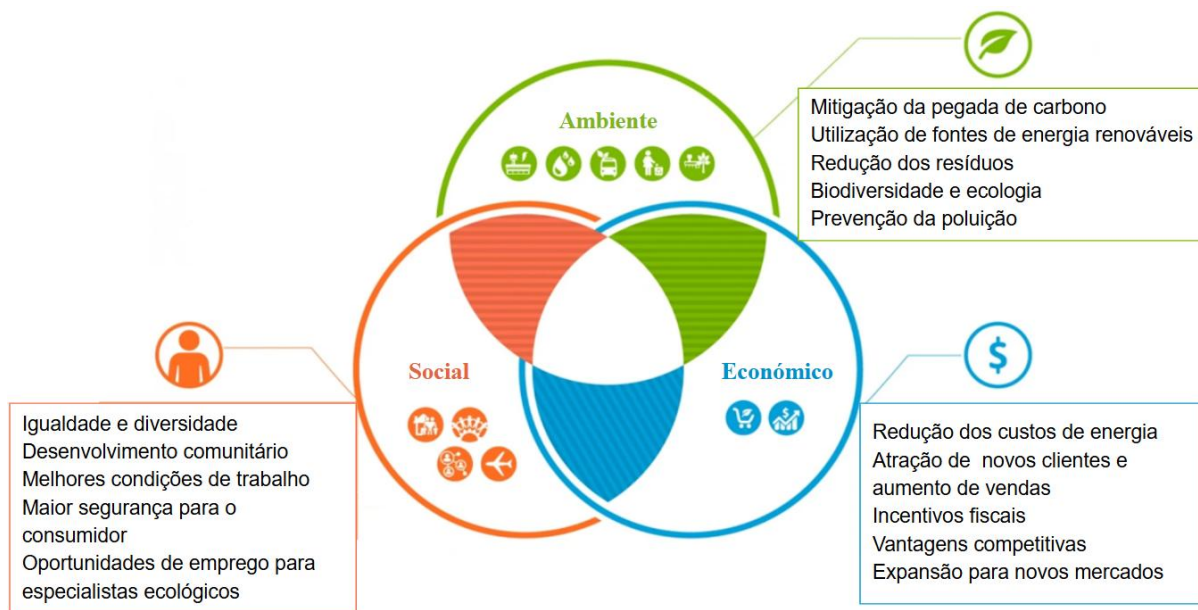 Ambiente
Mitigação da pegada de carbono
Utilização de fontes de energia renováveis
Redução dos resíduos
Biodiversidade e ecologia
Prevenção da poluição
Social
Igualdade e diversidade
Desenvolvimento comunitário
Melhores condições de trabalho
Maior segurança para o
consumidor
Oportunidades de emprego para
especialistas ecológicos
Económico
$
Redução dos custos de energia
Atração de  novos clientes e
aumento de vendas
Incentivos fiscais
Vantagens competitivas
Expansão para novos mercados